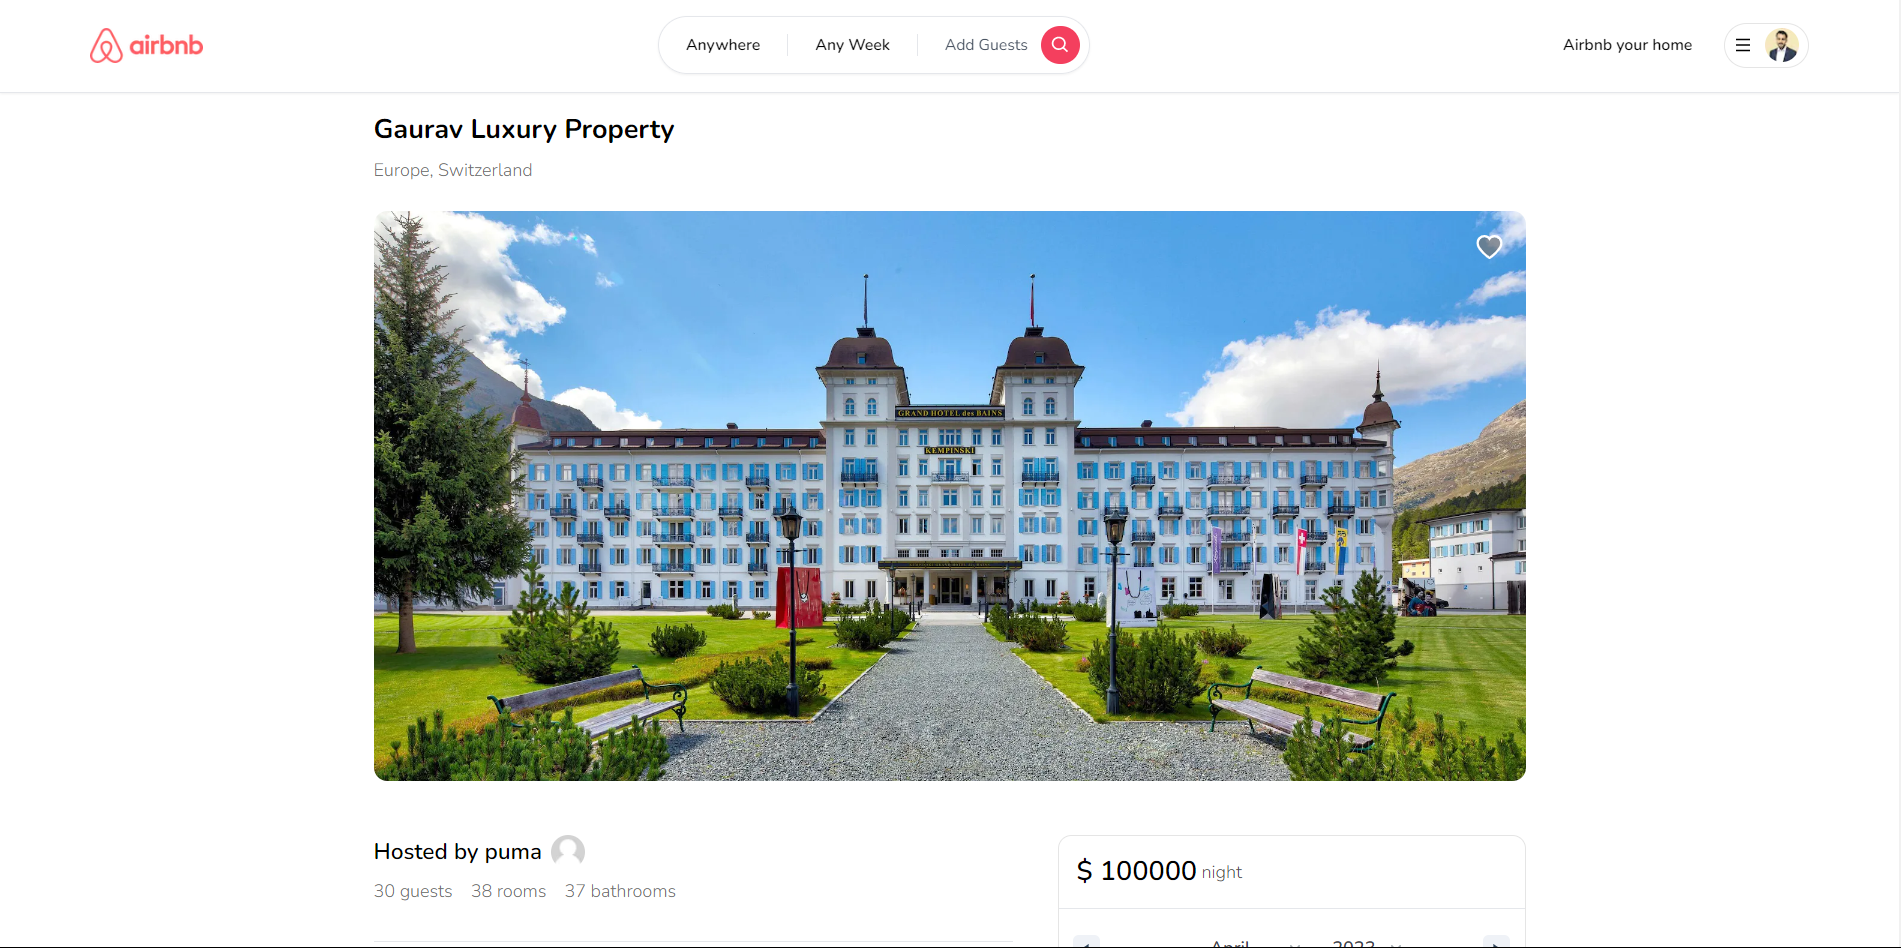 airbnb
Anywhere
Any Week
Add Guests
Airbnb your home
Gaurav Luxury Property
Europe, Switzerland
GRAND HOTEL des BAINS
KEMPINSKI
Hosted by puma
30 guests 38 rooms 37 bathrooms
$ 100000 night
April 2023